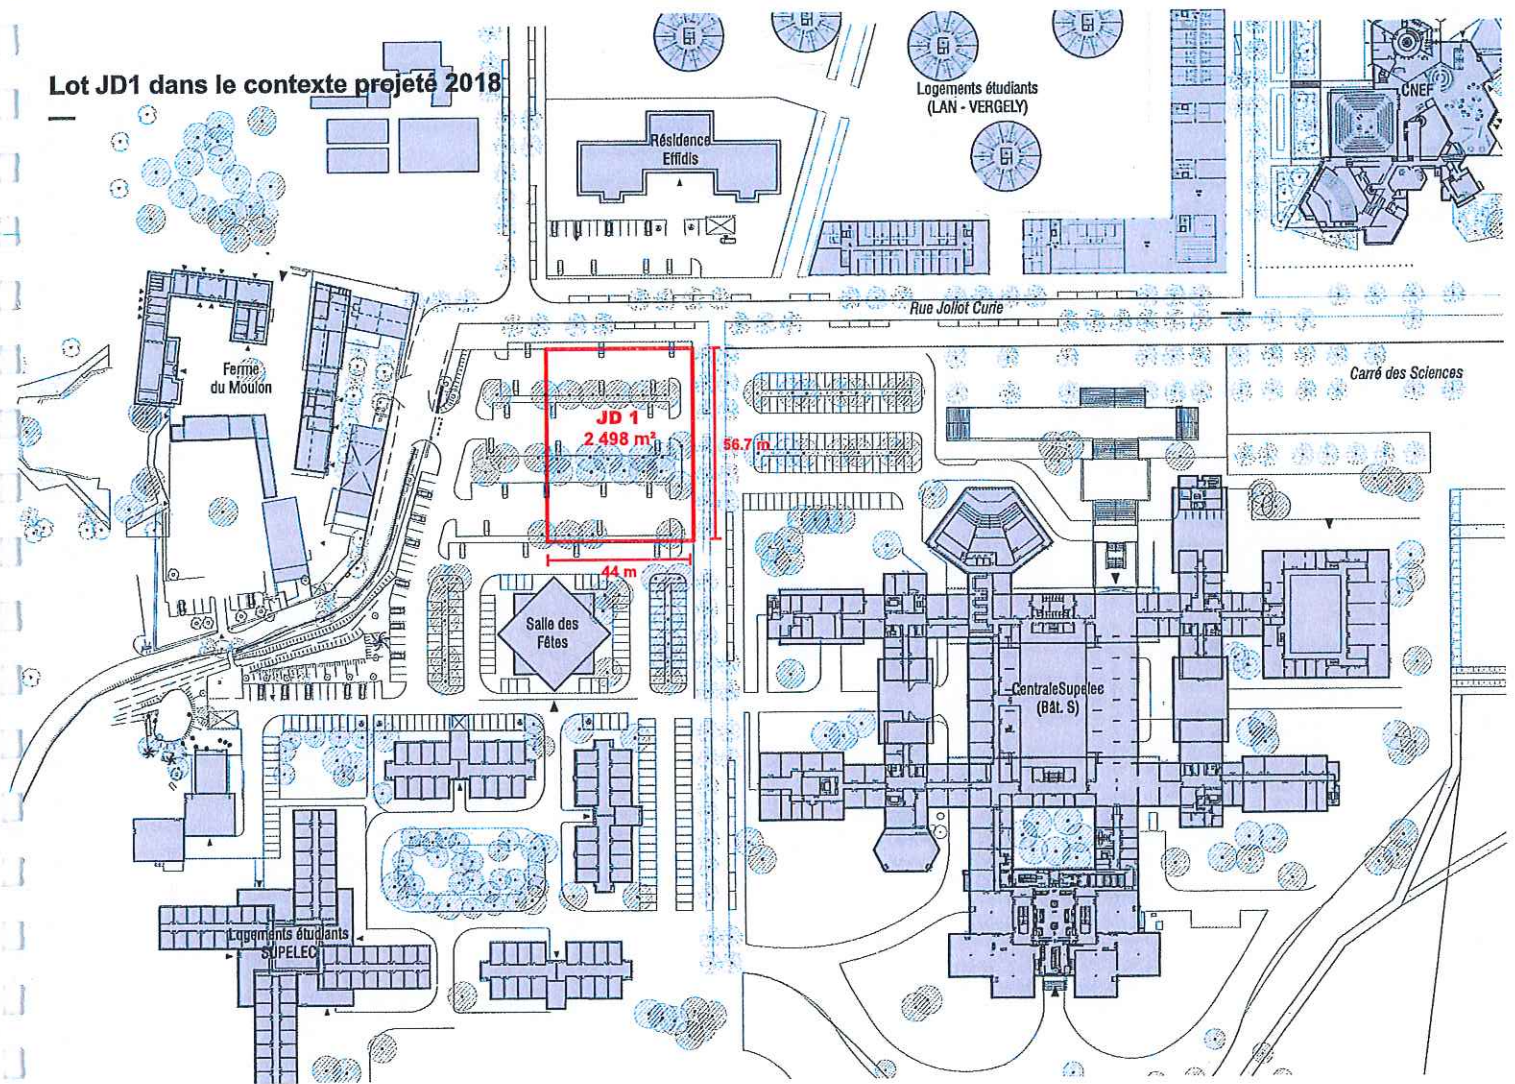 Lot JD1 dans le contexte projeté 2018
Logements étudiants
(LAN - VERGELY)
CNEF
Résidence
Effidis
Rue Joliot Curie
Ferme
du Moulon
Carré des Sciences
JD 1
2 498 m²
56.7 m
44 m
Salle des
Fêtes
CentraleSupelec
(Bât. S)
Logements étudiants
SUPELEC